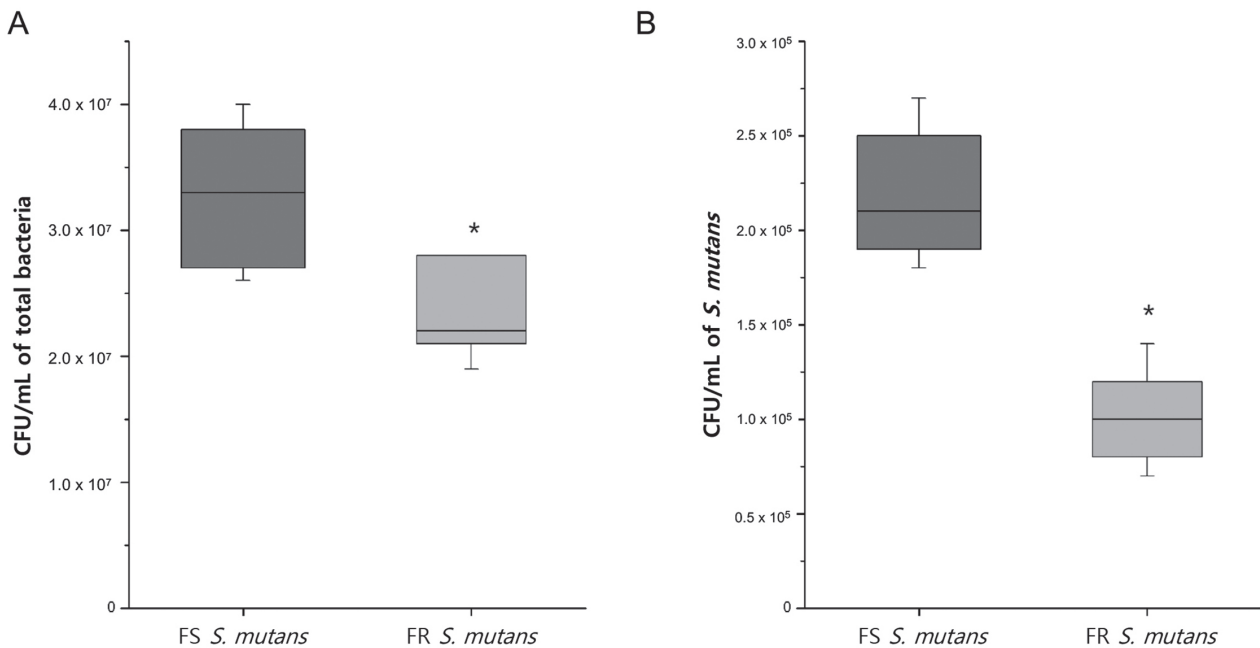 A
CFU/mL of total bacteria
4.0 x 10⁷
3.0 x 10⁷
2.0 x 10⁷
1.0 x 10⁷
0
*
FS S. mutans
FR S. mutans
B
CFU/mL of S. mutans
3.0 x 10⁵
2.5 x 10⁵
2.0 x 10⁵
1.5 x 10⁵
1.0 x 10⁵
0.5 x 10⁵
0
*
FS S. mutans
FR S. mutans